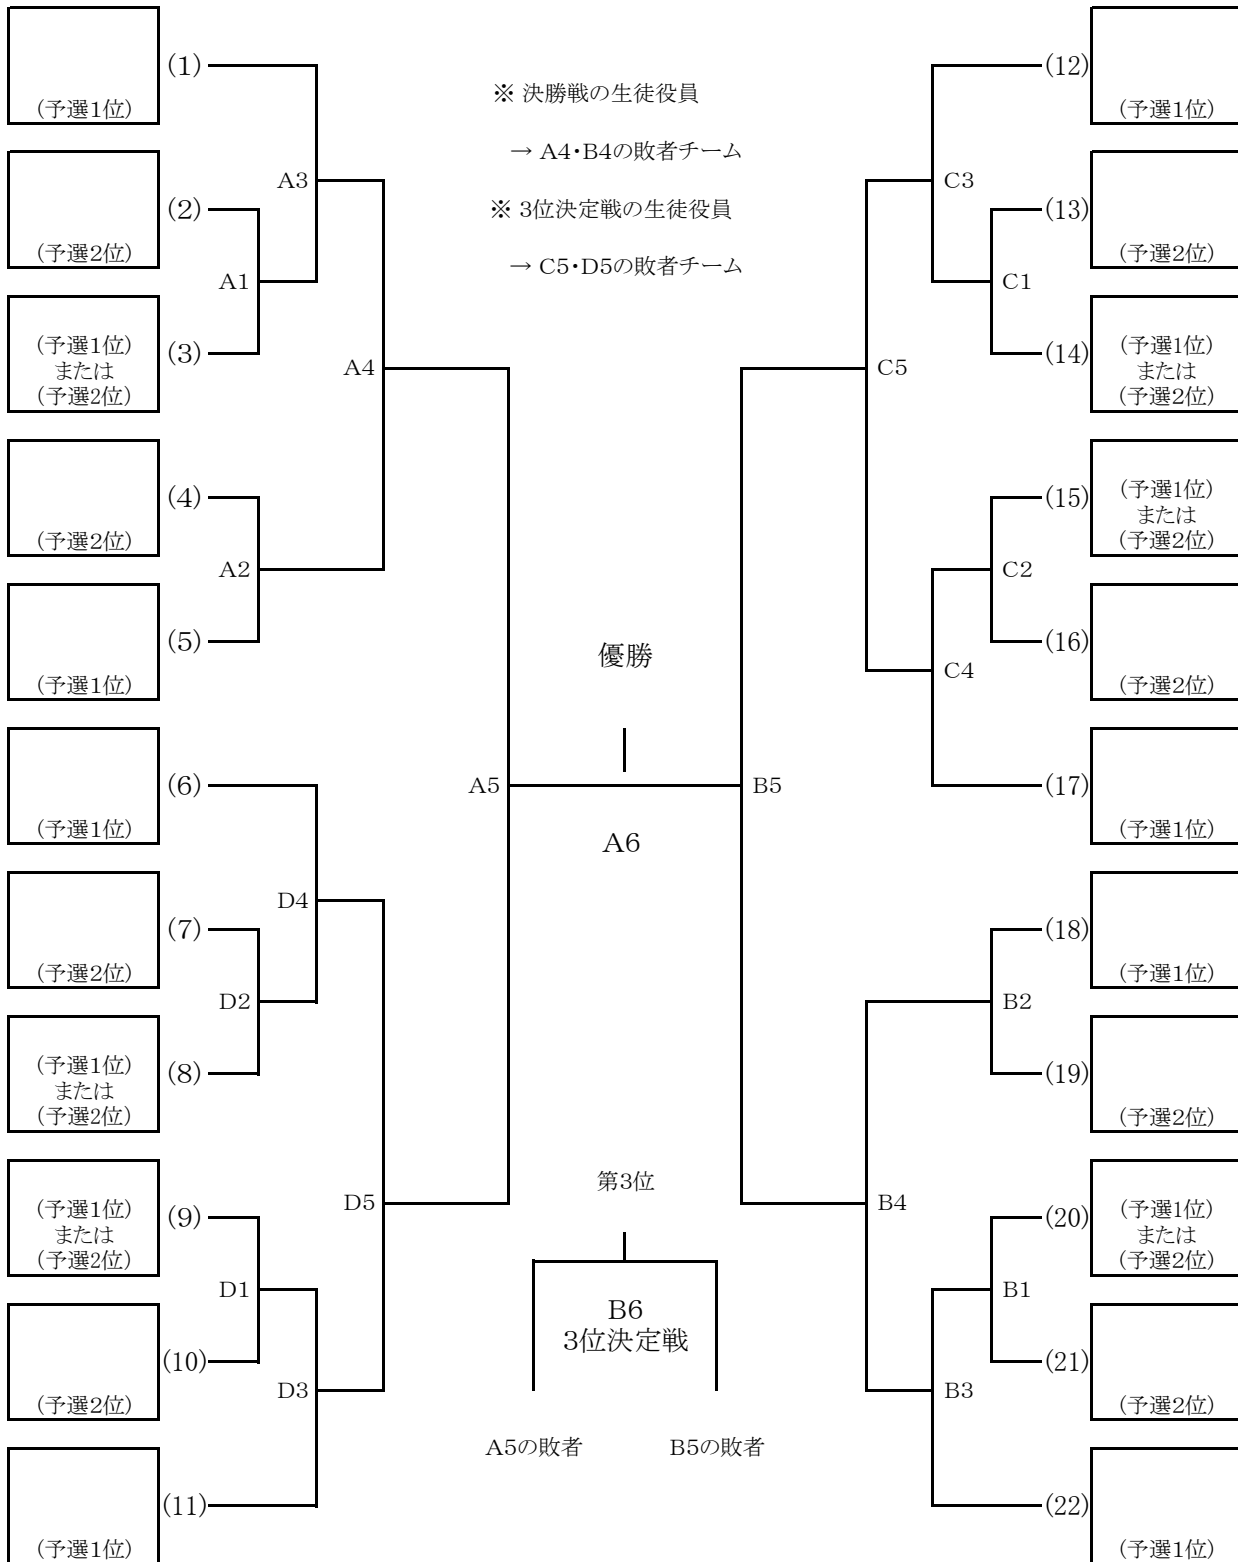 (予選1位)
(1)
(予選2位)
(2)
(予選1位)
または
(予選2位)
(3)
(予選2位)
(4)
(予選1位)
(5)
(予選1位)
(6)
(予選2位)
(7)
(予選1位)
または
(予選2位)
(8)
(予選1位)
または
(予選2位)
(9)
(予選2位)
(10)
(予選1位)
(11)
A3
A1
A4
A2
D4
D2
D5
D1
D3
A5
※ 決勝戦の生徒役員
→ A4・B4の敗者チーム
※ 3位決定戦の生徒役員
→ C5・D5の敗者チーム
優勝
A6
第3位
B6
3位決定戦
A5の敗者
B5の敗者
B5
C3
C1
C5
C2
C4
B2
B4
B1
B3
(12)
(予選1位)
(13)
(予選2位)
(14)
(予選1位)
または
(予選2位)
(15)
(予選1位)
または
(予選2位)
(16)
(予選2位)
(17)
(予選1位)
(18)
(予選1位)
(19)
(予選2位)
(20)
(予選1位)
または
(予選2位)
(21)
(予選2位)
(22)
(予選1位)